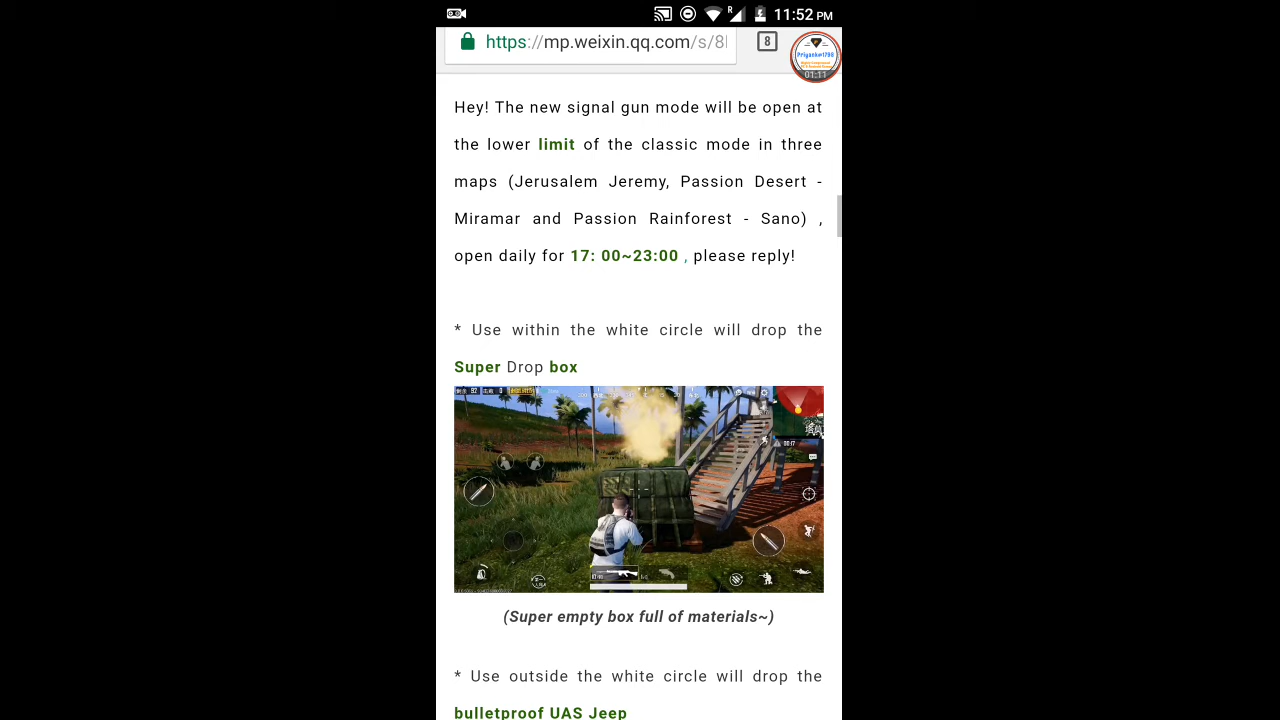 11:52 PM
https://mp.weixin.qq.com/s/8
8
Priyank#1798
01:11
Hey! The new signal gun mode will be open at
the lower limit of the classic mode in three
maps (Jerusalem Jeremy, Passion Desert -
Miramar and Passion Rainforest - Sano) ,
open daily for 17: 00~23:00 , please reply!
* Use within the white circle will drop the
Super Drop box
(Super empty box full of materials~)
* Use outside the white circle will drop the
bulletproof UAS Jeep